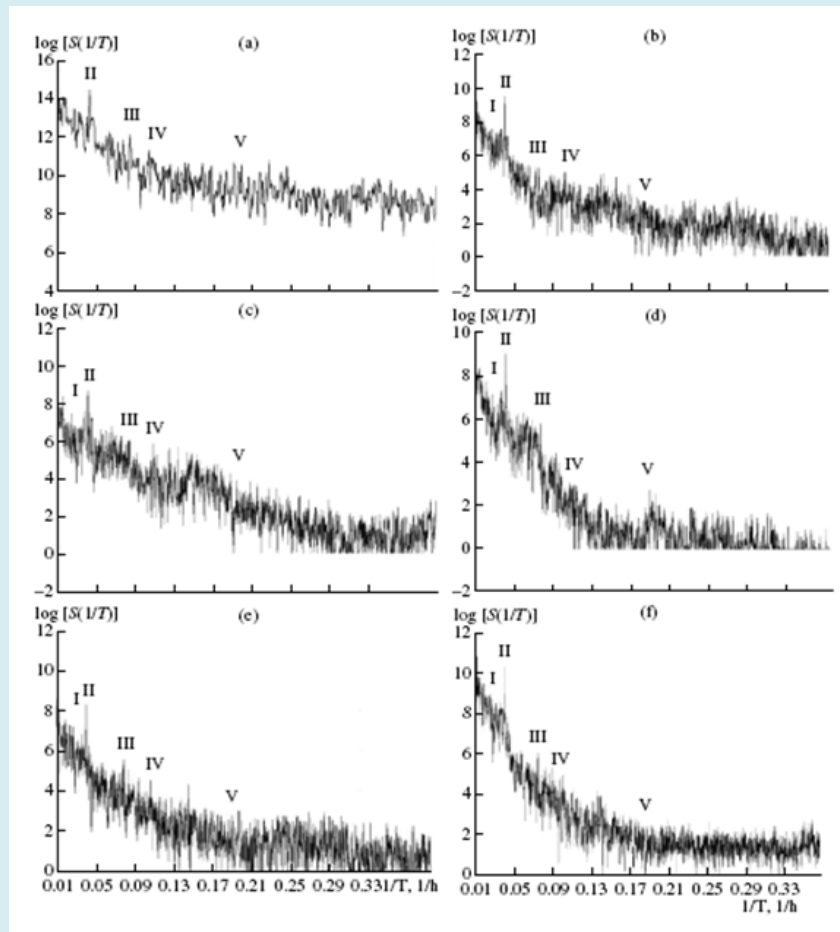 log [S(1/T)] (a)
16
14
12
10
8
6
4
II
III
IV
V
log [S(1/T)] (b)
12
10
8
6
4
2
0
−2
I
II
III
IV
V
log [S(1/T)] (c)
12
10
8
6
4
2
0
−2
I
II
III
IV
V
log [S(1/T)] (d)
10
8
6
4
2
0
−2
I
II
III
IV
V
log [S(1/T)] (e)
12
10
8
6
4
2
0
I
II
III
IV
V
0.01 0.05 0.09 0.13 0.17 0.21 0.25 0.29 0.33 1/T, 1/h
log [S(1/T)] (f)
12
10
8
6
4
2
0
I
II
III
IV
V
0.01 0.05 0.09 0.13 0.17 0.21 0.25 0.29 0.33
1/T, 1/h